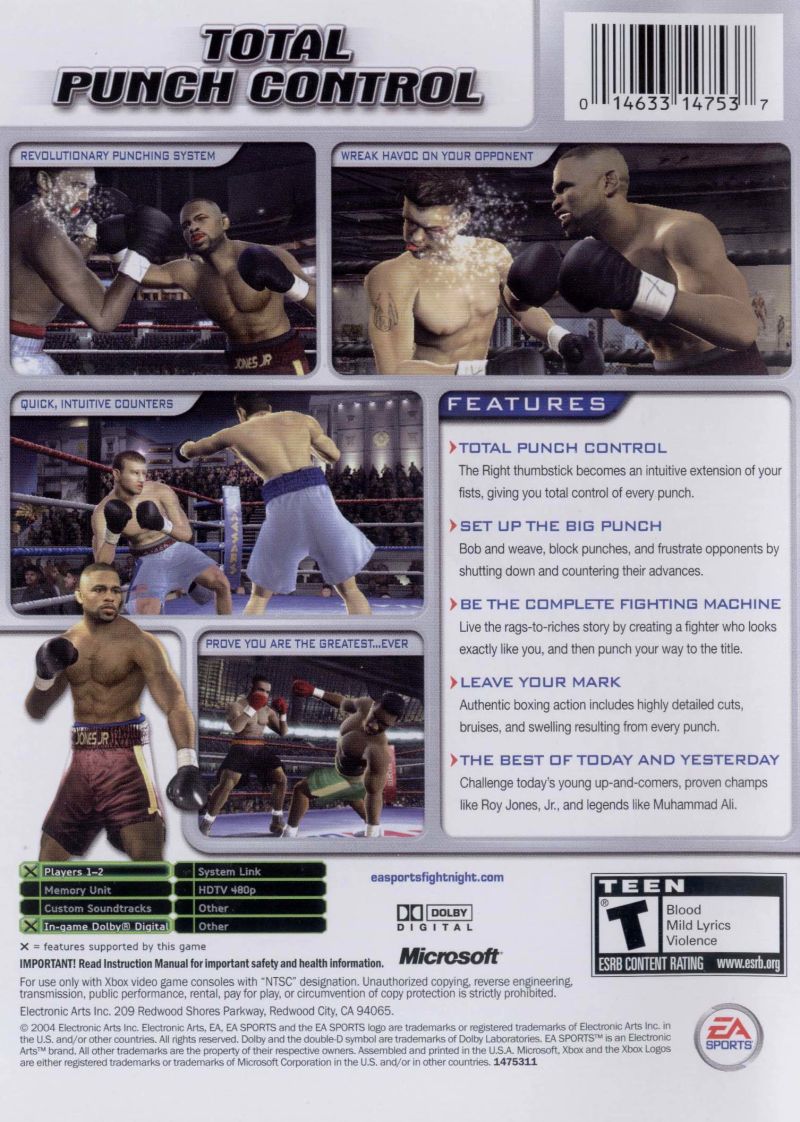 TOTAL
PUNCH CONTROL
0 14633 14753 7
REVOLUTIONARY PUNCHING SYSTEM
WREAK HAVOC ON YOUR OPPONENT
JONES JR
QUICK, INTUITIVE COUNTERS
CAESARS
FEATURES
TOTAL PUNCH CONTROL
The Right thumbstick becomes an intuitive extension of your
fists, giving you total control of every punch.
SET UP THE BIG PUNCH
Bob and weave, block punches, and frustrate opponents by
shutting down and countering their advances.
BE THE COMPLETE FIGHTING MACHINE
Live the rags-to-riches story by creating a fighter who looks
exactly like you, and then punch your way to the title.
LEAVE YOUR MARK
Authentic boxing action includes highly detailed cuts,
bruises, and swelling resulting from every punch.
THE BEST OF TODAY AND YESTERDAY
Challenge today's young up-and-comers, proven champs
like Roy Jones, Jr., and legends like Muhammad Ali.
PROVE YOU ARE THE GREATEST...EVER
JONES JR
X Players 1–2
Memory Unit
Custom Soundtracks
X In-game Dolby® Digital
System Link
HDTV 480p
Other
Other
X = features supported by this game
easportsfightnight.com
DOLBY
DIGITAL
Microsoft®
TEEN
T®
Blood
Mild Lyrics
Violence
ESRB CONTENT RATING www.esrb.org
IMPORTANT! Read Instruction Manual for important safety and health information.
For use only with Xbox video game consoles with “NTSC” designation. Unauthorized copying, reverse engineering,
transmission, public performance, rental, pay for play, or circumvention of copy protection is strictly prohibited.
Electronic Arts Inc. 209 Redwood Shores Parkway, Redwood City, CA 94065.
© 2004 Electronic Arts Inc. Electronic Arts, EA, EA SPORTS and the EA SPORTS logo are trademarks or registered trademarks of Electronic Arts Inc. in
the U.S. and/or other countries. All rights reserved. Dolby and the double-D symbol are trademarks of Dolby Laboratories. EA SPORTS™ is an Electronic
Arts™ brand. All other trademarks are the property of their respective owners. Assembled and printed in the U.S.A. Microsoft, Xbox and the Xbox Logos
are either registered trademarks or trademarks of Microsoft Corporation in the U.S. and/or in other countries. 1475311
EA
SPORTS™